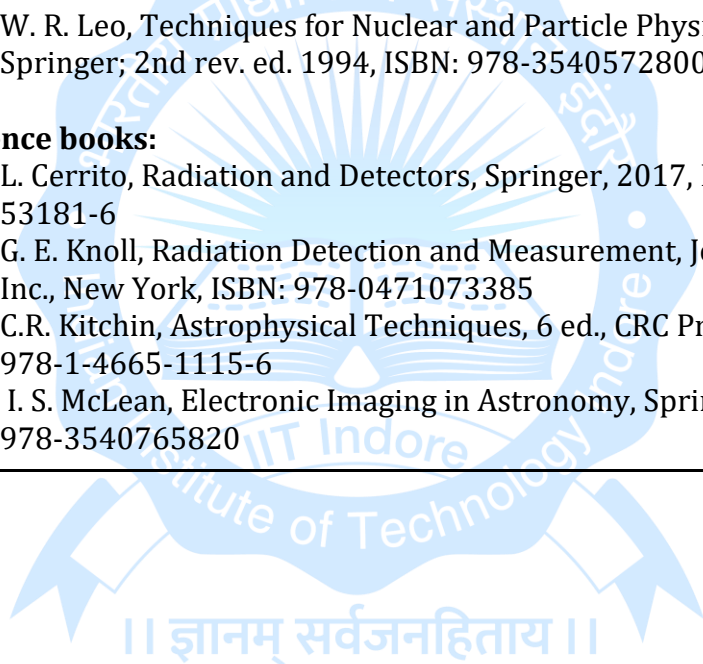 W. R. Leo, Techniques for Nuclear and Particle Physi
Springer; 2nd rev. ed. 1994, ISBN: 978-3540572800
nce books:
L. Cerrito, Radiation and Detectors, Springer, 2017,
53181-6
G. E. Knoll, Radiation Detection and Measurement, J
Inc., New York, ISBN: 978-0471073385
C.R. Kitchin, Astrophysical Techniques, 6 ed., CRC P
978-1-4665-1115-6
I. S. McLean, Electronic Imaging in Astronomy, Sprin
978-3540765820
IIT Indore
itute of Technology Indore
।। ज्ञानम् सर्वजनहिताय ।।